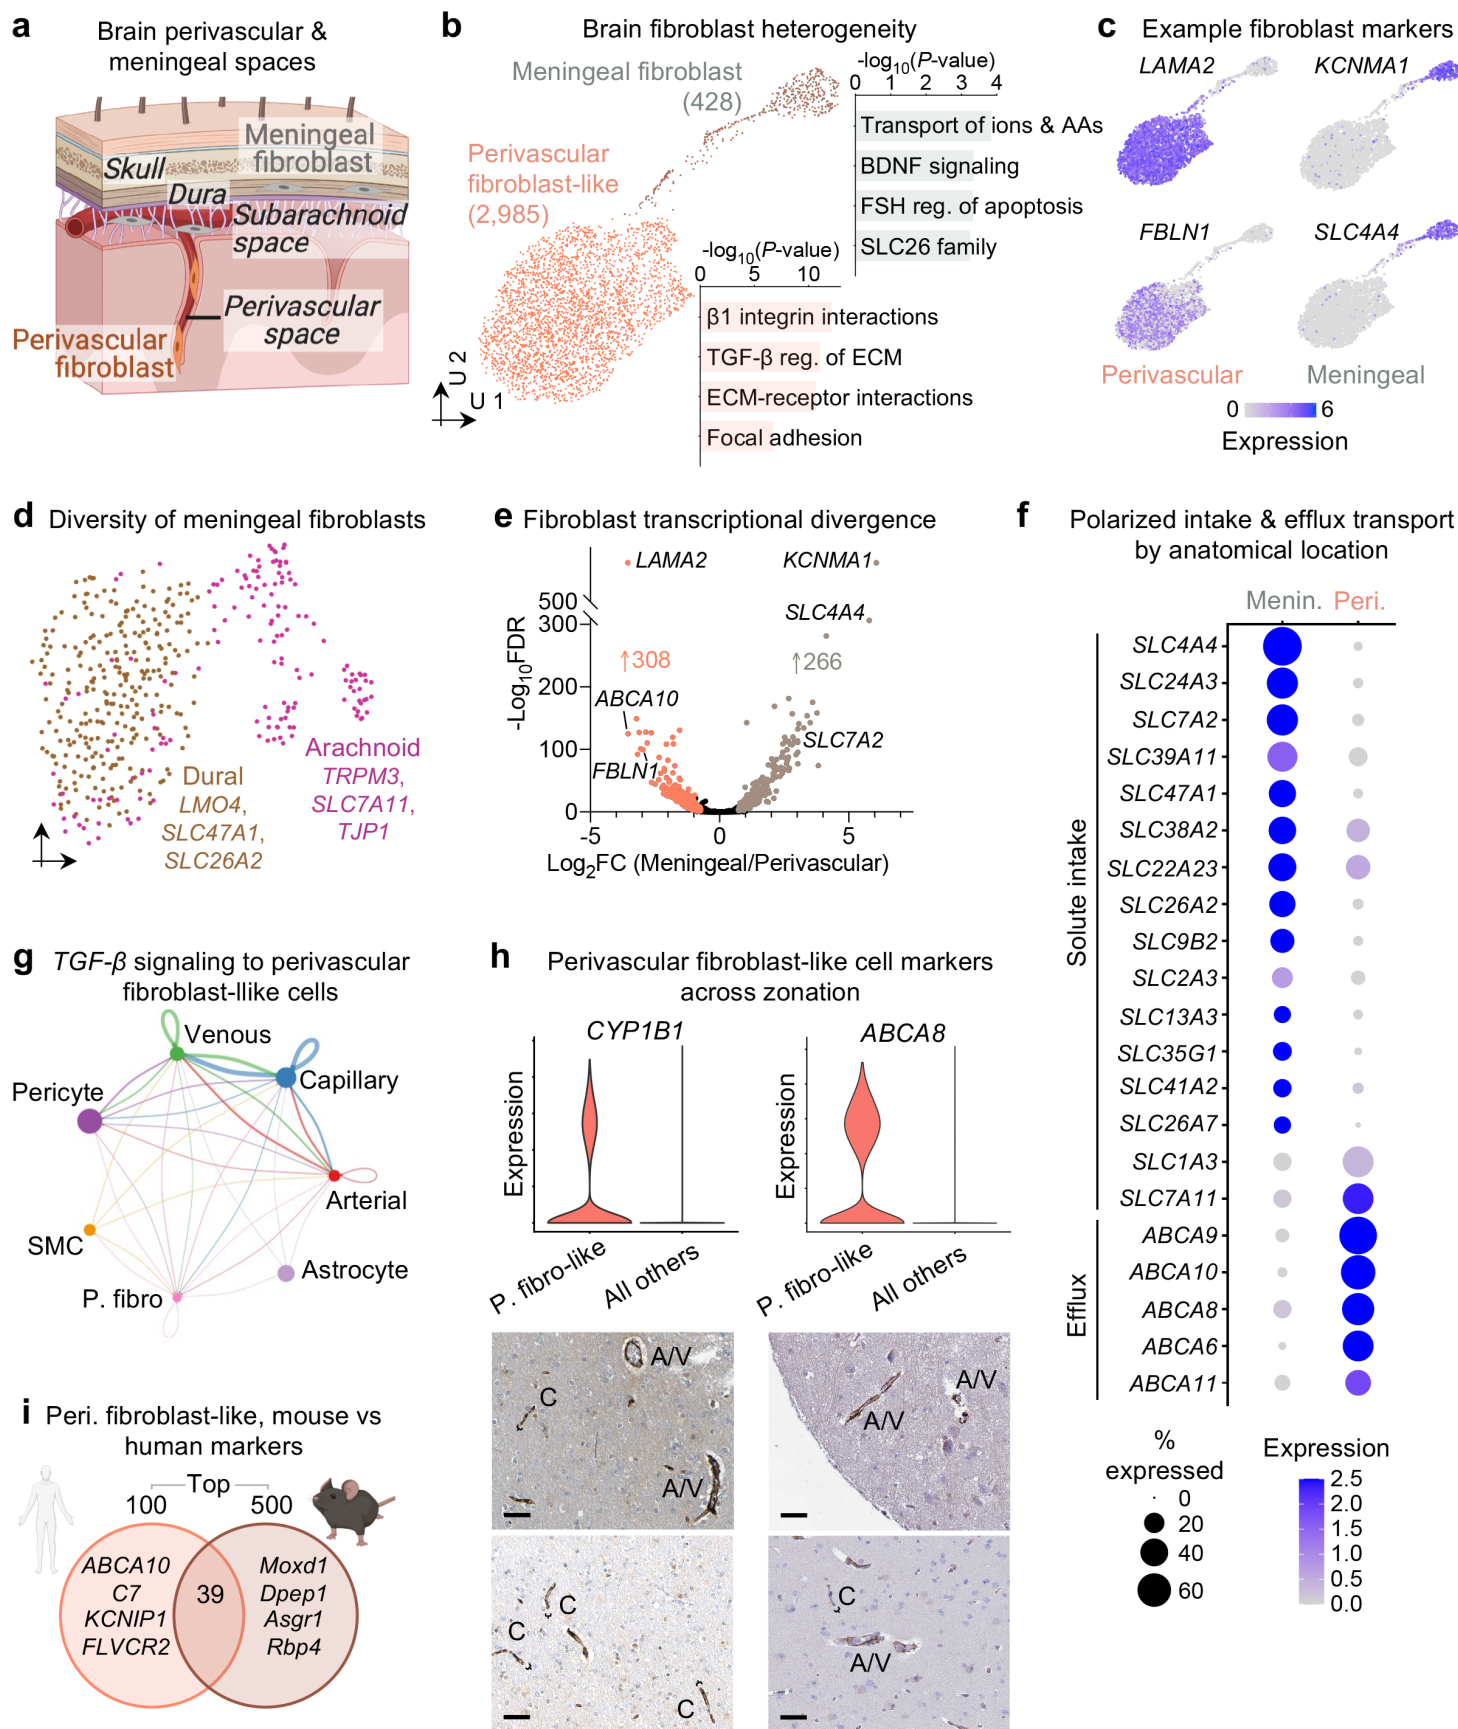 a
Brain perivascular &
meningeal spaces
Meningeal
fibroblast
Skull
Dura
Subarachnoid
space
Perivascular
space
Perivascular
fibroblast
b
Brain fibroblast heterogeneity
Meningeal fibroblast
(428)
Perivascular
fibroblast-like
(2,985)
U 2
U 1
-log10(P-value)
0 1 2 3 4
Transport of ions & AAs
BDNF signaling
FSH reg. of apoptosis
SLC26 family
-log10(P-value)
0 5 10
β1 integrin interactions
TGF-β reg. of ECM
ECM-receptor interactions
Focal adhesion
c
Example fibroblast markers
LAMA2 KCNMA1
FBLN1 SLC4A4
Perivascular Meningeal
0 6
Expression
d
Diversity of meningeal fibroblasts
Dural
LMO4,
SLC47A1,
SLC26A2
Arachnoid
TRPM3,
SLC7A11,
TJP1
e
Fibroblast transcriptional divergence
-Log10FDR
500
300
200
100
0
LAMA2
KCNMA1
SLC4A4
↑308
↑266
ABCA10
FBLN1
SLC7A2
-5 0 5
Log2FC (Meningeal/Perivascular)
f
Polarized intake & efflux transport
by anatomical location
Menin. Peri.
Solute intake
SLC4A4
SLC24A3
SLC7A2
SLC39A11
SLC47A1
SLC38A2
SLC22A23
SLC26A2
SLC9B2
SLC2A3
SLC13A3
SLC35G1
SLC41A2
SLC26A7
SLC1A3
SLC7A11
Efflux
ABCA9
ABCA10
ABCA8
ABCA6
ABCA11
%
expressed
0
20
40
60
Expression
2.5
2.0
1.5
1.0
0.5
0.0
g
TGF-β signaling to perivascular
fibroblast-llike cells
Venous
Capillary
Pericyte
Arterial
SMC
Astrocyte
P. fibro
h
Perivascular fibroblast-like cell markers
across zonation
CYP1B1
Expression
P. fibro-like
All others
ABCA8
Expression
P. fibro-like
All others
A/V
C
A/V
A/V
A/V
C
C
C
C
A/V
i
Peri. fibroblast-like, mouse vs
human markers
Top
100 500
ABCA10
C7
KCNIP1
FLVCR2
39
Moxd1
Dpep1
Asgr1
Rbp4